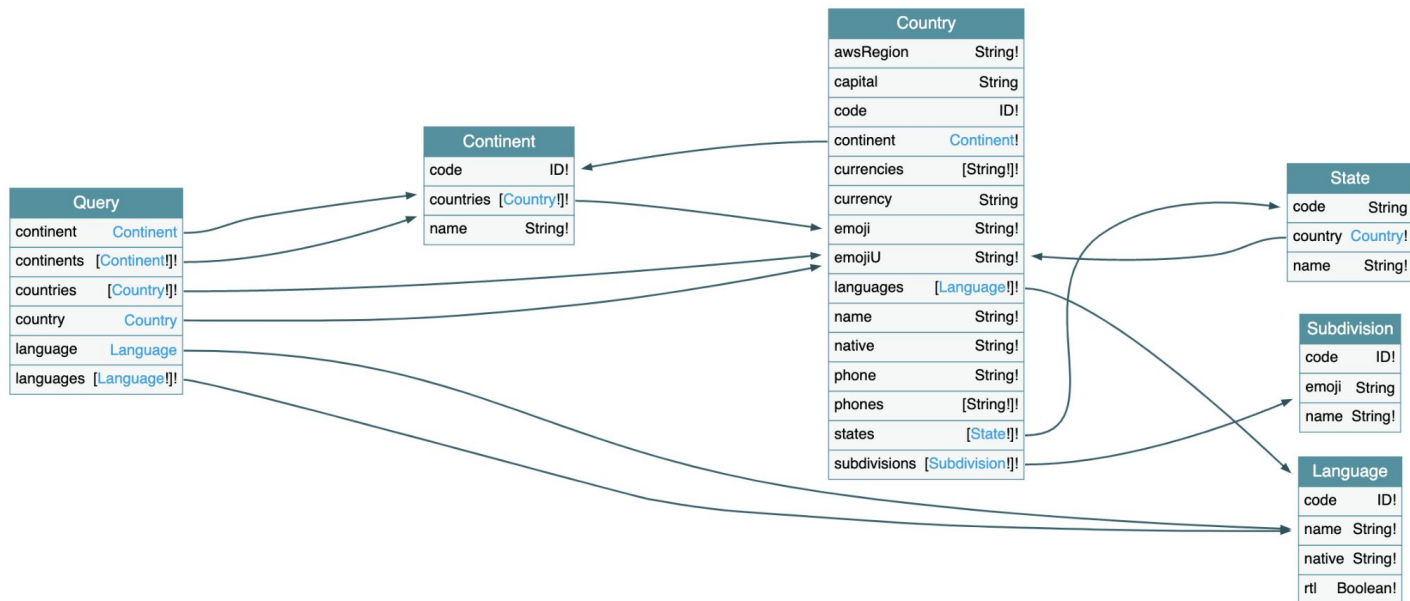 Query
continent Continent
continents [Continent!]!
countries [Country!]!
country Country
language Language
languages [Language!]!
Continent
code ID!
countries [Country!]!
name String!
Country
awsRegion String!
capital String
code ID!
continent Continent!
currencies [String!]!
currency String
emoji String!
emojiU String!
languages [Language!]!
name String!
native String!
phone String!
phones [String!]!
states [State!]!
subdivisions [Subdivision!]!
State
code String
country Country!
name String!
Subdivision
code ID!
emoji String
name String!
Language
code ID!
name String!
native String!
rtl Boolean!